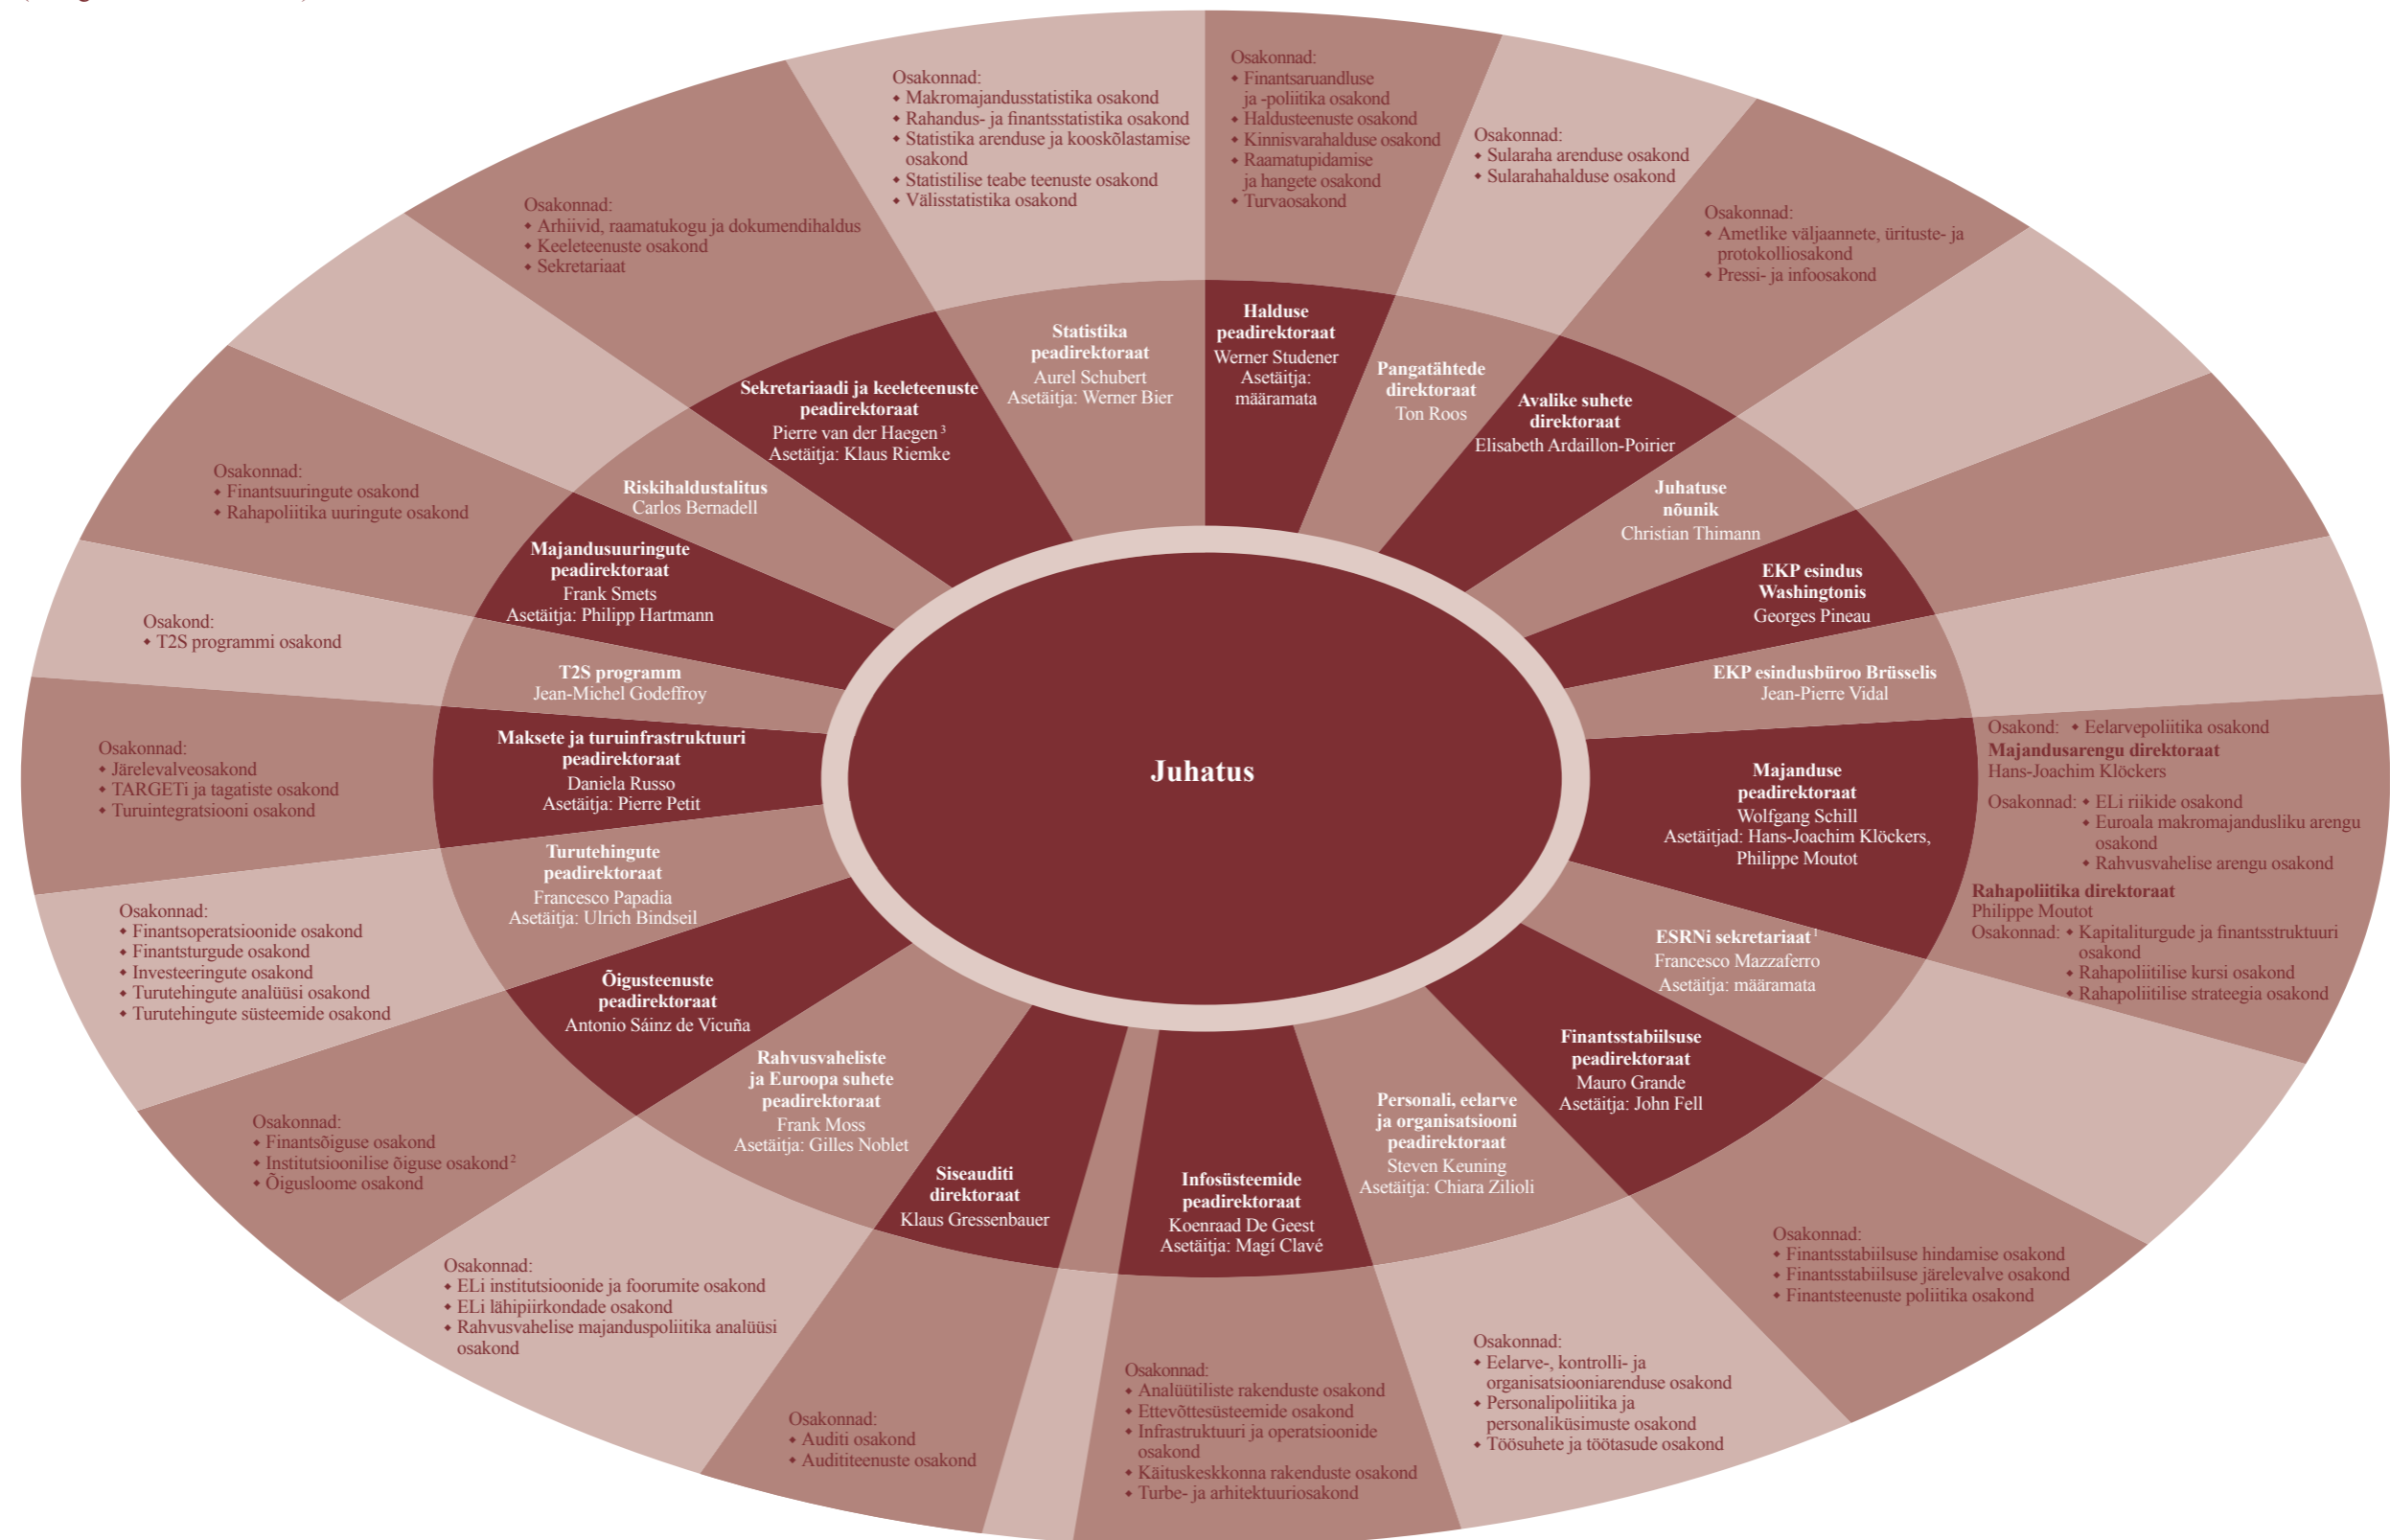 Osakonnad:
• Finantsaruandluse
ja -poliitika osakond
• Haldusteenuste osakond
• Kinnisvarahalduse osakond
• Raamatupidamise
ja hangete osakond
• Turvaosakond
Halduse
peadirektoraat
Werner Studener
Asetäitja:
määramata
Osakonnad:
• Sularaha arenduse osakond
• Sularahahalduse osakond
Pangatähtede
direktoraat
Ton Roos
Osakonnad:
• Ametlike väljaannete, ürituste- ja
protokolliosakond
• Pressi- ja infoosakond
Avalike suhete
direktoraat
Elisabeth Ardaillon-Poirier
Juhatuse
nõunik
Christian Thimann
EKP esindus
Washingtonis
Georges Pineau
EKP esindusbüroo Brüsselis
Jean-Pierre Vidal
Majanduse
peadirektoraat
Wolfgang Schill
Asetäitjad: Hans-Joachim Klöckers,
Philippe Moutot
Osakond: • Eelarvepoliitika osakond
Majandusarengu direktoraat
Hans-Joachim Klöckers
Osakonnad: • ELi riikide osakond
• Euroala makromajandusliku arengu
osakond
• Rahvusvahelise arengu osakond
Rahapoliitika direktoraat
Philippe Moutot
Osakonnad: • Kapitaliturgude ja finantsstruktuuri
osakond
• Rahapoliitilise kursi osakond
• Rahapoliitilise strateegia osakond
ESRNi sekretariaat 1
Francesco Mazzaferro
Asetäitja: määramata
Finantsstabiilsuse
peadirektoraat
Mauro Grande
Asetäitja: John Fell
Osakonnad:
• Finantsstabiilsuse hindamise osakond
• Finantsstabiilsuse järelevalve osakond
• Finantsteenuste poliitika osakond
Personali, eelarve
ja organisatsiooni
peadirektoraat
Steven Keuning
Asetäitja: Chiara Zilioli
Osakonnad:
• Eelarve-, kontrolli- ja
organisatsiooniarenduse osakond
• Personalipoliitika ja
personaliküsimuste osakond
• Töösuhete ja töötasude osakond
Infosüsteemide
peadirektoraat
Koenraad De Geest
Asetäitja: Magí Clavé
Osakonnad:
• Analüütiliste rakenduste osakond
• Ettevõttesüsteemide osakond
• Infrastruktuuri ja operatsioonide
osakond
• Käituskeskkonna rakenduste osakond
• Turbe- ja arhitektuuriosakond
Siseauditi
direktoraat
Klaus Gressenbauer
Osakonnad:
• Auditi osakond
• Audititeenuste osakond
Rahvusvaheliste
ja Euroopa suhete
peadirektoraat
Frank Moss
Asetäitja: Gilles Noblet
Osakonnad:
• ELi institutsioonide ja foorumite osakond
• ELi lähipiirkondade osakond
• Rahvusvahelise majanduspoliitika analüüsi
osakond
Õigusteenuste
peadirektoraat
Antonio Sáinz de Vicuña
Osakonnad:
• Finantsõiguse osakond
• Institutsioonilise õiguse osakond 2
• Õigusloome osakond
Turutehingute
peadirektoraat
Francesco Papadia
Asetäitja: Ulrich Bindseil
Osakonnad:
• Finantsoperatsioonide osakond
• Finantsturgude osakond
• Investeeringute osakond
• Turutehingute analüüsi osakond
• Turutehingute süsteemide osakond
Maksete ja turuinfrastruktuuri
peadirektoraat
Daniela Russo
Asetäitja: Pierre Petit
Osakonnad:
• Järelevalveosakond
• TARGETi ja tagatiste osakond
• Turuintegratsiooni osakond
T2S programm
Jean-Michel Godeffroy
Osakond:
• T2S programmi osakond
Majandusuuringute
peadirektoraat
Frank Smets
Asetäitja: Philipp Hartmann
Osakonnad:
• Finantsuuringute osakond
• Rahapoliitika uuringute osakond
Riskihaldustalitus
Carlos Bernadell
Sekretariaadi ja keeleteenuste
peadirektoraat
Pierre van der Haegen 3
Asetäitja: Klaus Riemke
Osakonnad:
• Arhiivid, raamatukogu ja dokumendihaldus
• Keeleteenuste osakond
• Sekretariaat
Statistika
peadirektoraat
Aurel Schubert
Asetäitja: Werner Bier
Osakonnad:
• Makromajandusstatistika osakond
• Rahandus- ja finantsstatistika osakond
• Statistika arenduse ja kooskõlastamise
osakond
• Statistilise teabe teenuste osakond
• Välisstatistika osakond
Juhatus